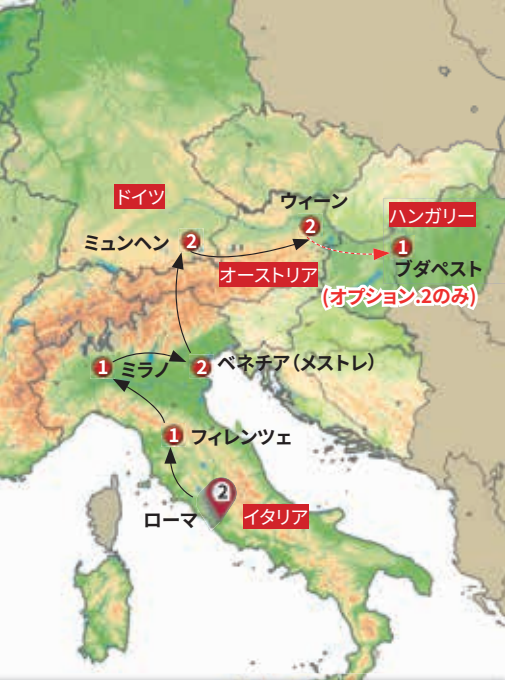 ドイツ
ウィーン
2
ハンガリー
ミュンヘン 2
1
オーストリア
ブダペスト
(オプション.2のみ)
1 ミラノ
2 ベネチア（メストレ）
1 フィレンツェ
2
ローマ
イタリア